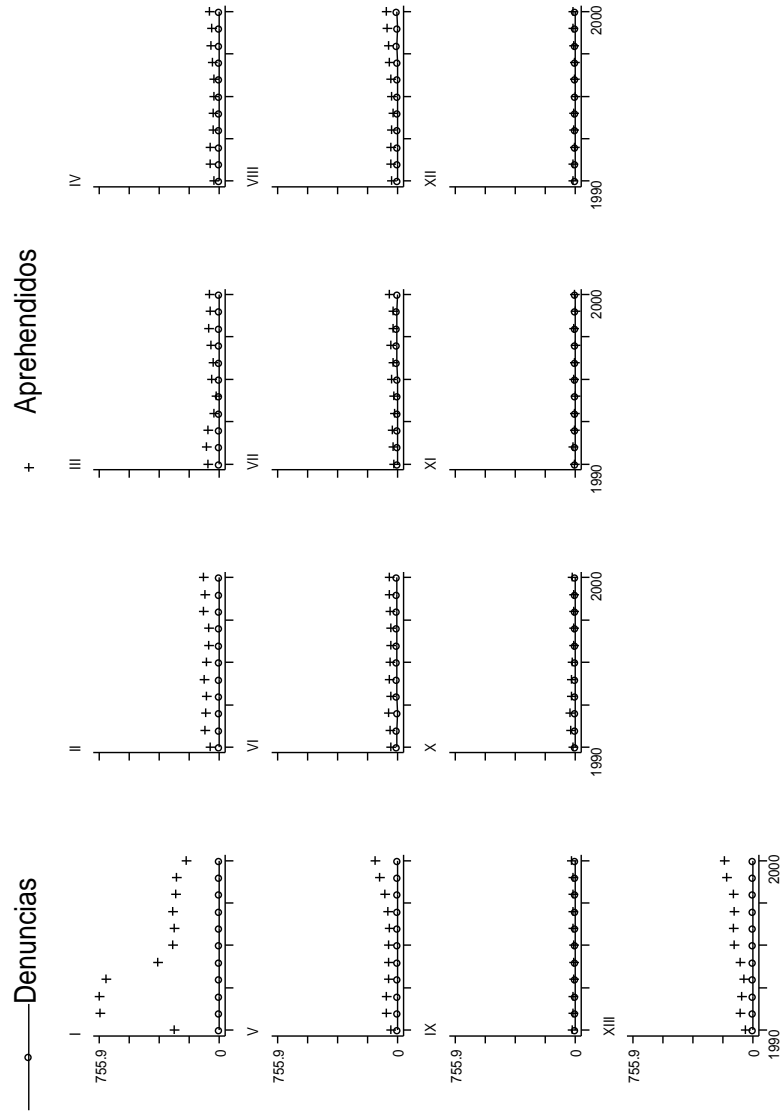 Denuncias + Aprehendidos
I II III IV
755.9
0
V VI VII VIII
755.9
0
IX X XI XII
755.9
0
1990 2000 1990 2000 1990 2000
XIII
755.9
0
1990 2000